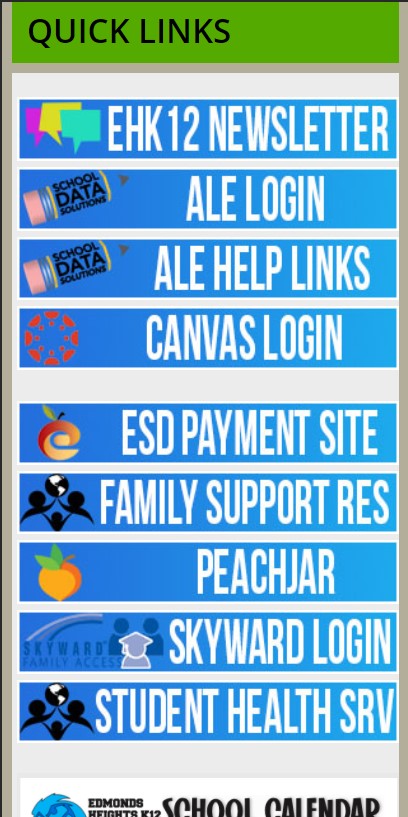 QUICK LINKS
EHK12 NEWSLETTER
SCHOOL
DATA
SOLUTIONS
ALE LOGIN
SCHOOL
DATA
SOLUTIONS
ALE HELP LINKS
CANVAS LOGIN
ESD PAYMENT SITE
FAMILY SUPPORT RES
PEACHJAR
SKYWARD
FAMILY ACCESS
SKYWARD LOGIN
STUDENT HEALTH SRV
EDMONDS
HEIGHTS K12
SCHOOL CALENDAR